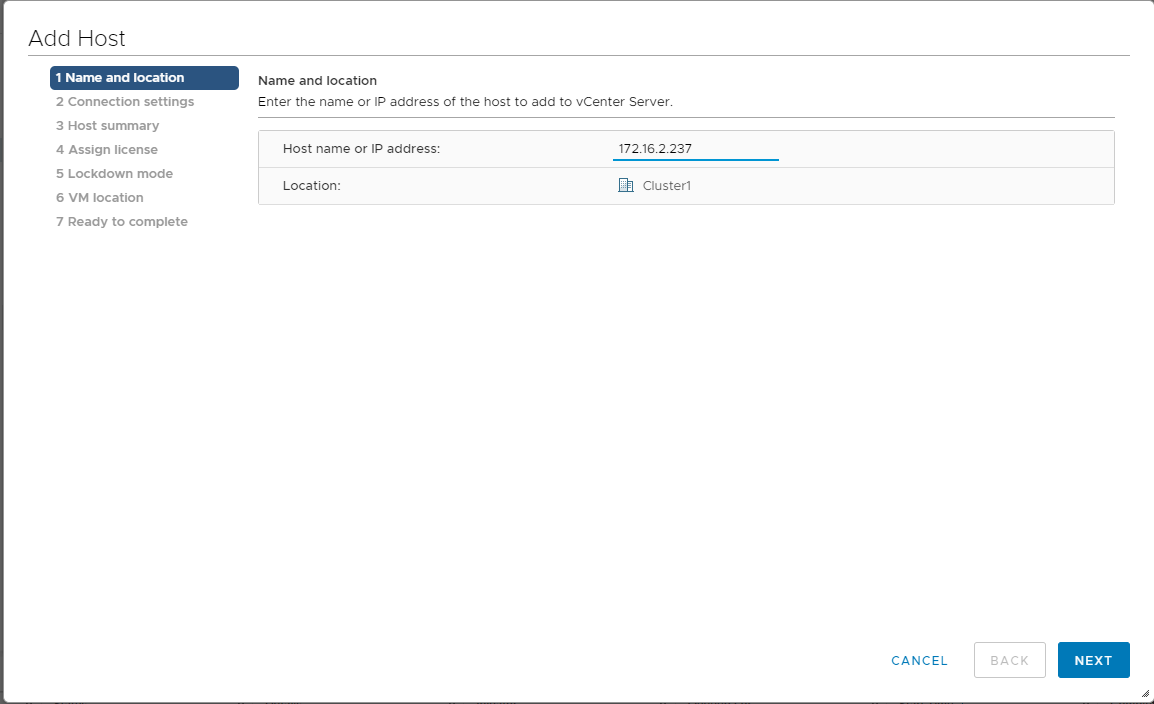 Add Host
1 Name and location
2 Connection settings
3 Host summary
4 Assign license
5 Lockdown mode
6 VM location
7 Ready to complete
Name and location
Enter the name or IP address of the host to add to vCenter Server.
Host name or IP address: 172.16.2.237
Location: Cluster1
CANCEL BACK NEXT